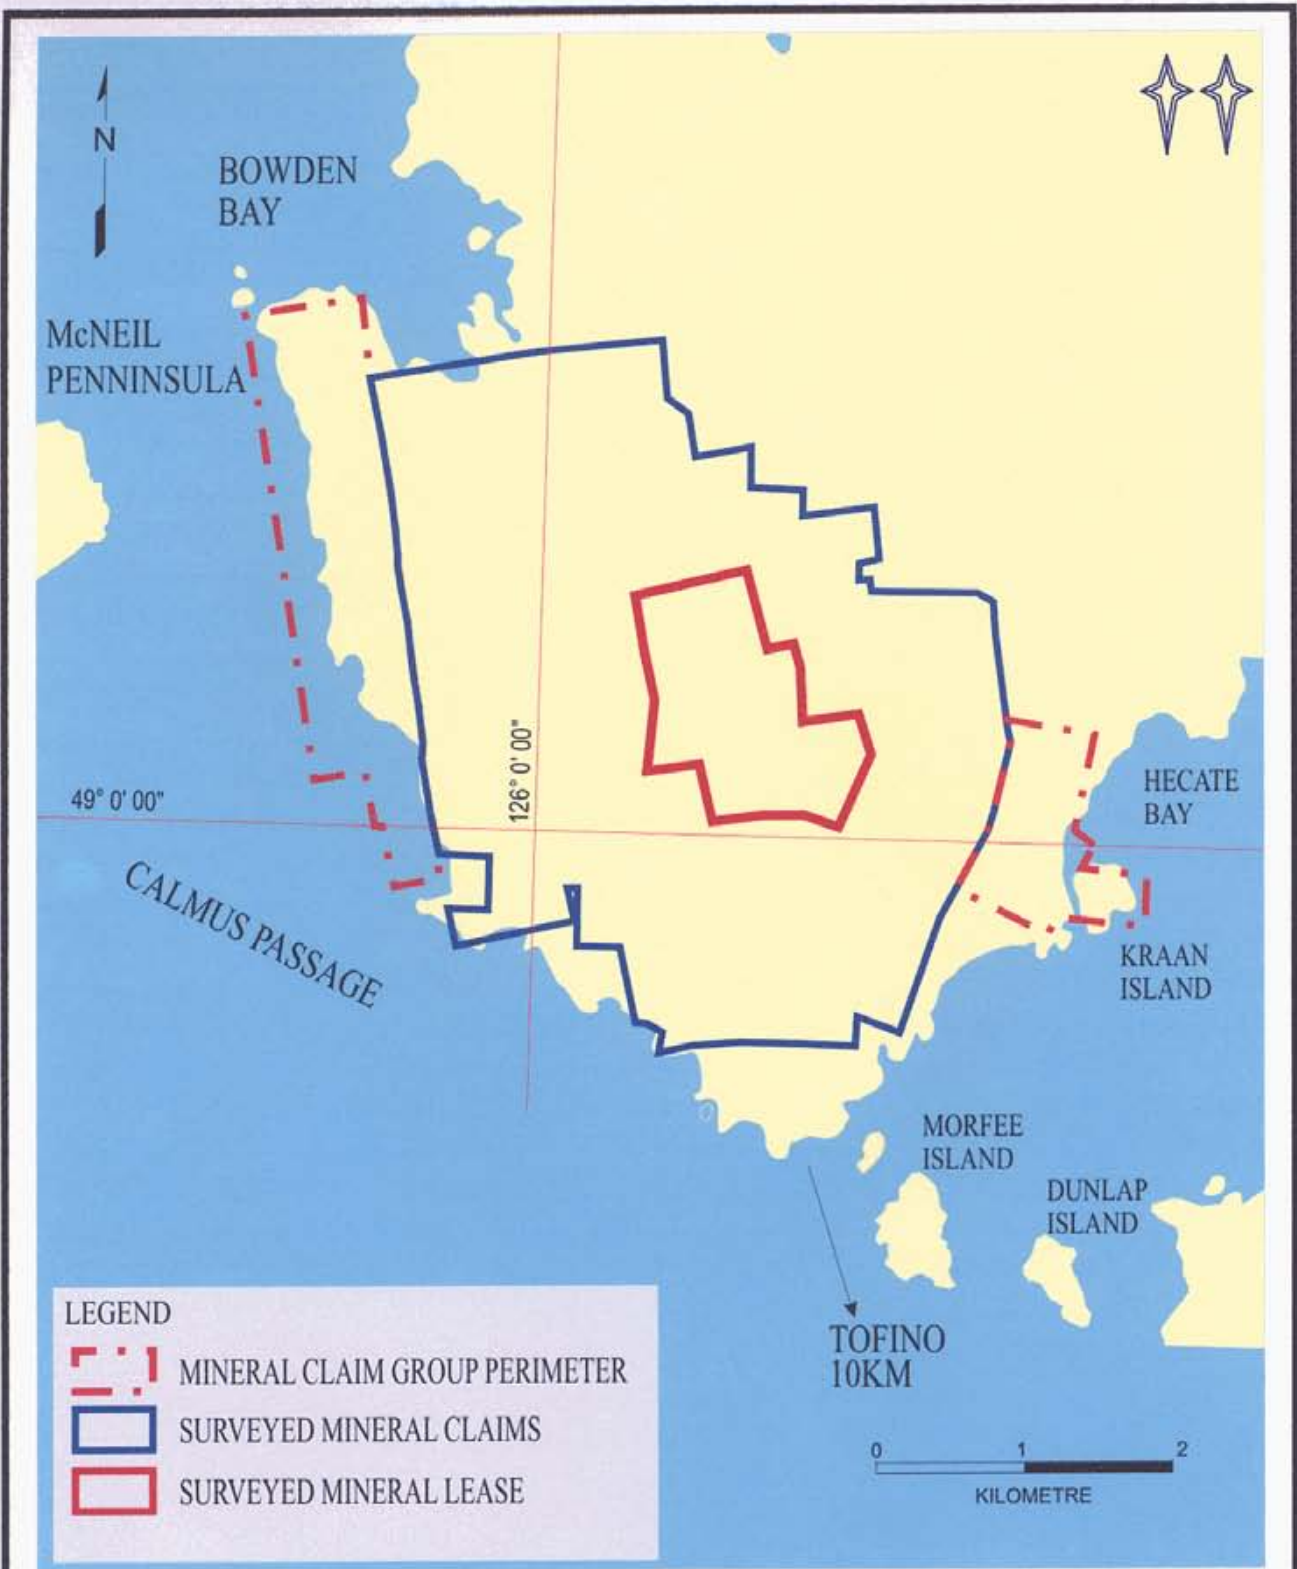 N
BOWDEN
BAY
McNEIL
PENNINSULA
126° 0' 00"
49° 0' 00"
HECATE
BAY
CALMUS PASSAGE
KRAAN
ISLAND
MORFEE
ISLAND
DUNLAP
ISLAND
TOFINO
10KM
LEGEND
MINERAL CLAIM GROUP PERIMETER
SURVEYED MINERAL CLAIMS
SURVEYED MINERAL LEASE
0 1 2
KILOMETRE